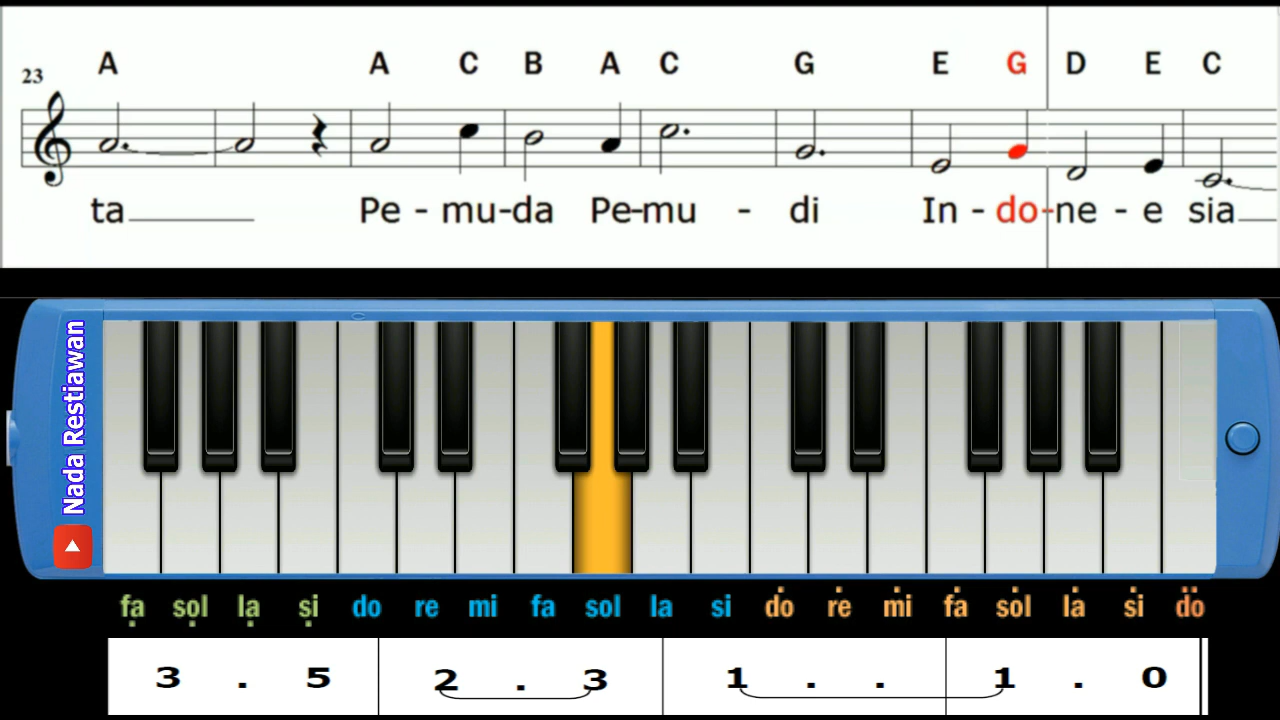 A A C B A C G E G D E C
23
ta Pe - mu-da Pe-mu - di In - do-ne - e sia
Nada Restiawan
fa sol la si do re mi fa sol la si do re mi fa sol la si do
3 . 5 2 . 3 1 . . 1 . 0